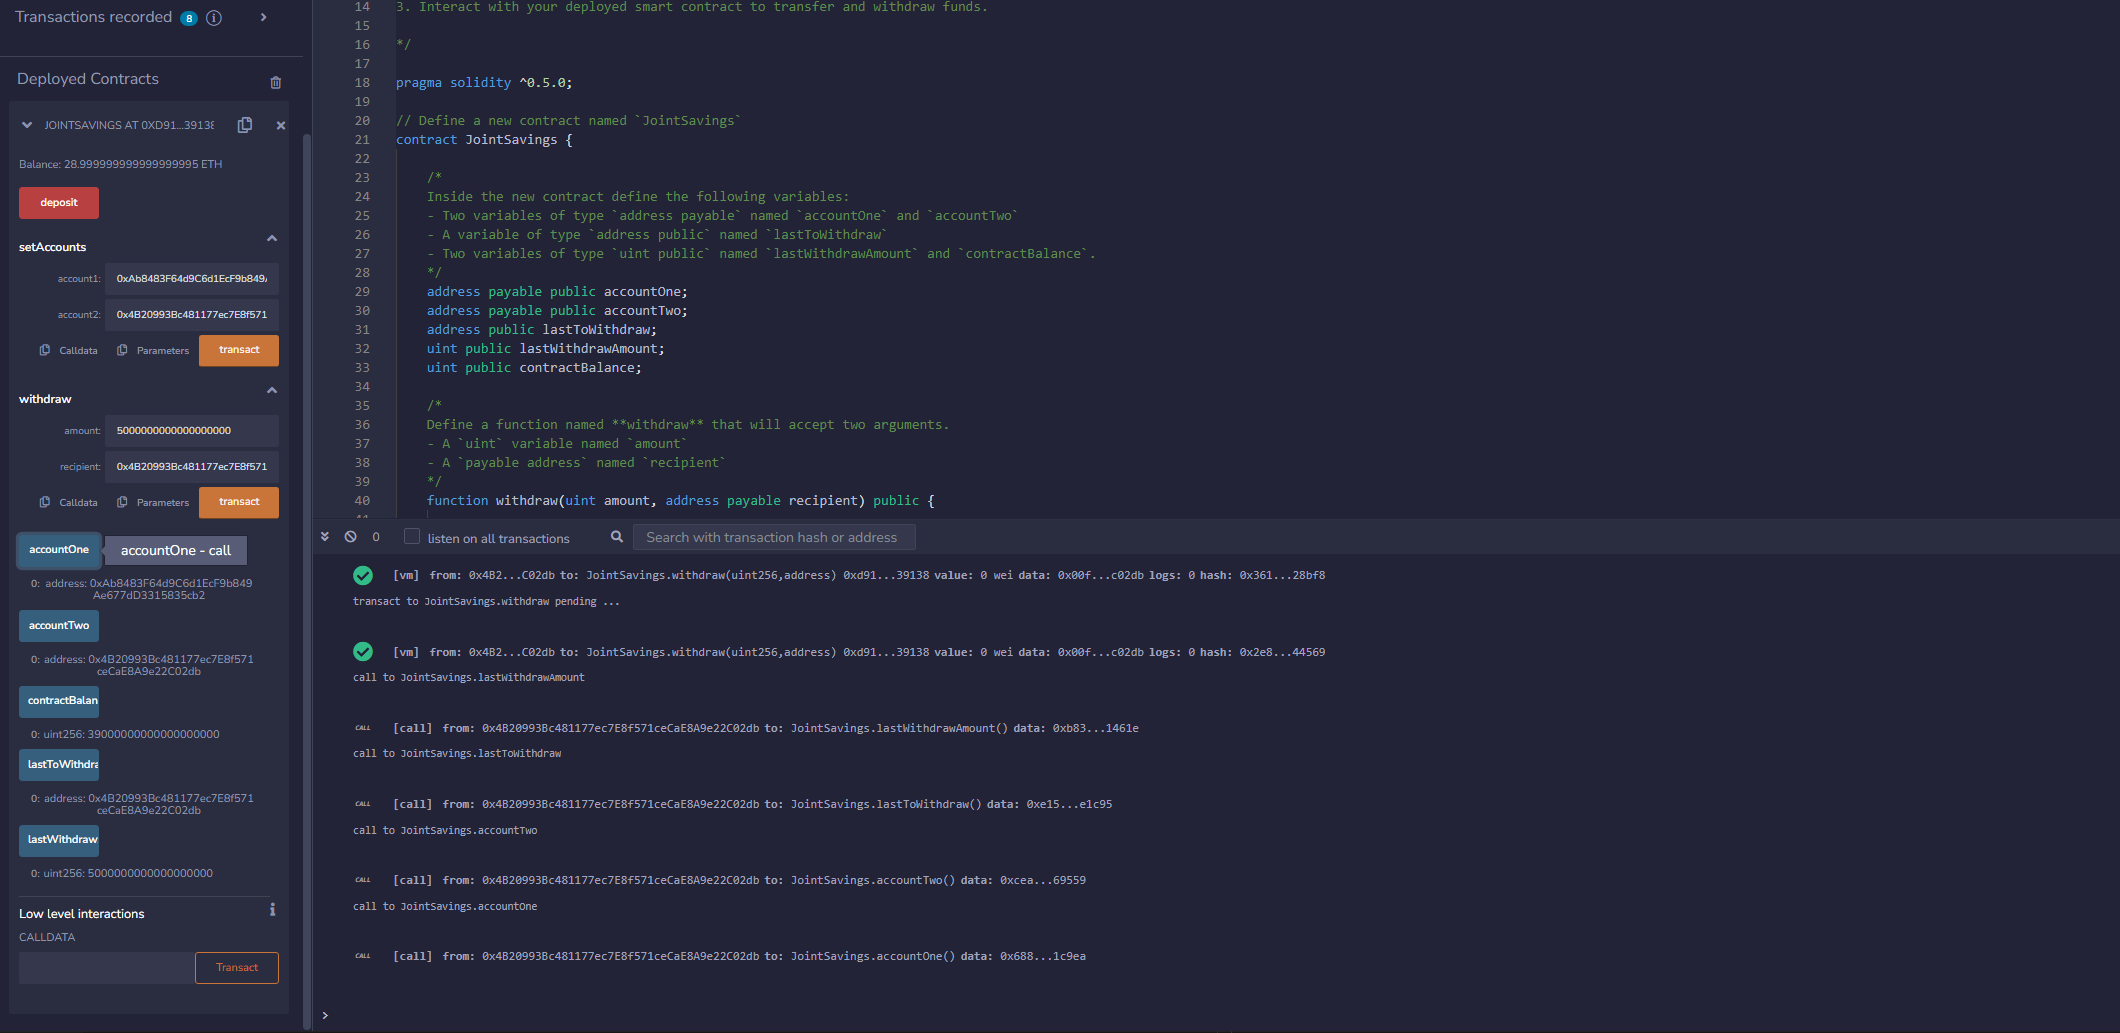 Transactions recorded 8 i >
Deployed Contracts
JOINTSAVINGS AT 0XD91...39138
Balance: 28.999999999999999995 ETH
deposit
setAccounts
account1: 0xAb8483F64d9C6d1EcF9b849
account2: 0x4B20993Bc481177ec7E8f571
Calldata Parameters transact
withdraw
amount: 5000000000000000000
recipient: 0x4B20993Bc481177ec7E8f571
Calldata Parameters transact
accountOne accountOne - call
0: address: 0xAb8483F64d9C6d1EcF9b849
Ae677dD3315835cb2
accountTwo
0: address: 0x4B20993Bc481177ec7E8f571
ceCaE8A9e22C02db
contractBalan
0: uint256: 39000000000000000000
lastToWithdra
0: address: 0x4B20993Bc481177ec7E8f571
ceCaE8A9e22C02db
lastWithdraw
0: uint256: 5000000000000000000
Low level interactions i
CALLDATA
Transact
14 3. Interact with your deployed smart contract to transfer and withdraw funds.
15
16 */
17
18 pragma solidity ^0.5.0;
19
20 // Define a new contract named `JointSavings`
21 contract JointSavings {
22
23 /*
24 Inside the new contract define the following variables:
25 - Two variables of type `address payable` named `accountOne` and `accountTwo`
26 - A variable of type `address public` named `lastToWithdraw`
27 - Two variables of type `uint public` named `lastWithdrawAmount` and `contractBalance`.
28 */
29 address payable public accountOne;
30 address payable public accountTwo;
31 address public lastToWithdraw;
32 uint public lastWithdrawAmount;
33 uint public contractBalance;
34
35 /*
36 Define a function named **withdraw** that will accept two arguments.
37 - A `uint` variable named `amount`
38 - A `payable address` named `recipient`
39 */
40 function withdraw(uint amount, address payable recipient) public {
0 listen on all transactions Search with transaction hash or address
[vm] from: 0x4B2...C02db to: JointSavings.withdraw(uint256,address) 0xd91...39138 value: 0 wei data: 0x00f...c02db logs: 0 hash: 0x361...28bf8
transact to JointSavings.withdraw pending ...
[vm] from: 0x4B2...C02db to: JointSavings.withdraw(uint256,address) 0xd91...39138 value: 0 wei data: 0x00f...c02db logs: 0 hash: 0x2e8...44569
call to JointSavings.lastWithdrawAmount
CALL [call] from: 0x4B20993Bc481177ec7E8f571ceCaE8A9e22C02db to: JointSavings.lastWithdrawAmount() data: 0xb83...1461e
call to JointSavings.lastToWithdraw
CALL [call] from: 0x4B20993Bc481177ec7E8f571ceCaE8A9e22C02db to: JointSavings.lastToWithdraw() data: 0xe15...e1c95
call to JointSavings.accountTwo
CALL [call] from: 0x4B20993Bc481177ec7E8f571ceCaE8A9e22C02db to: JointSavings.accountTwo() data: 0xcea...69559
call to JointSavings.accountOne
CALL [call] from: 0x4B20993Bc481177ec7E8f571ceCaE8A9e22C02db to: JointSavings.accountOne() data: 0x688...1c9ea
>